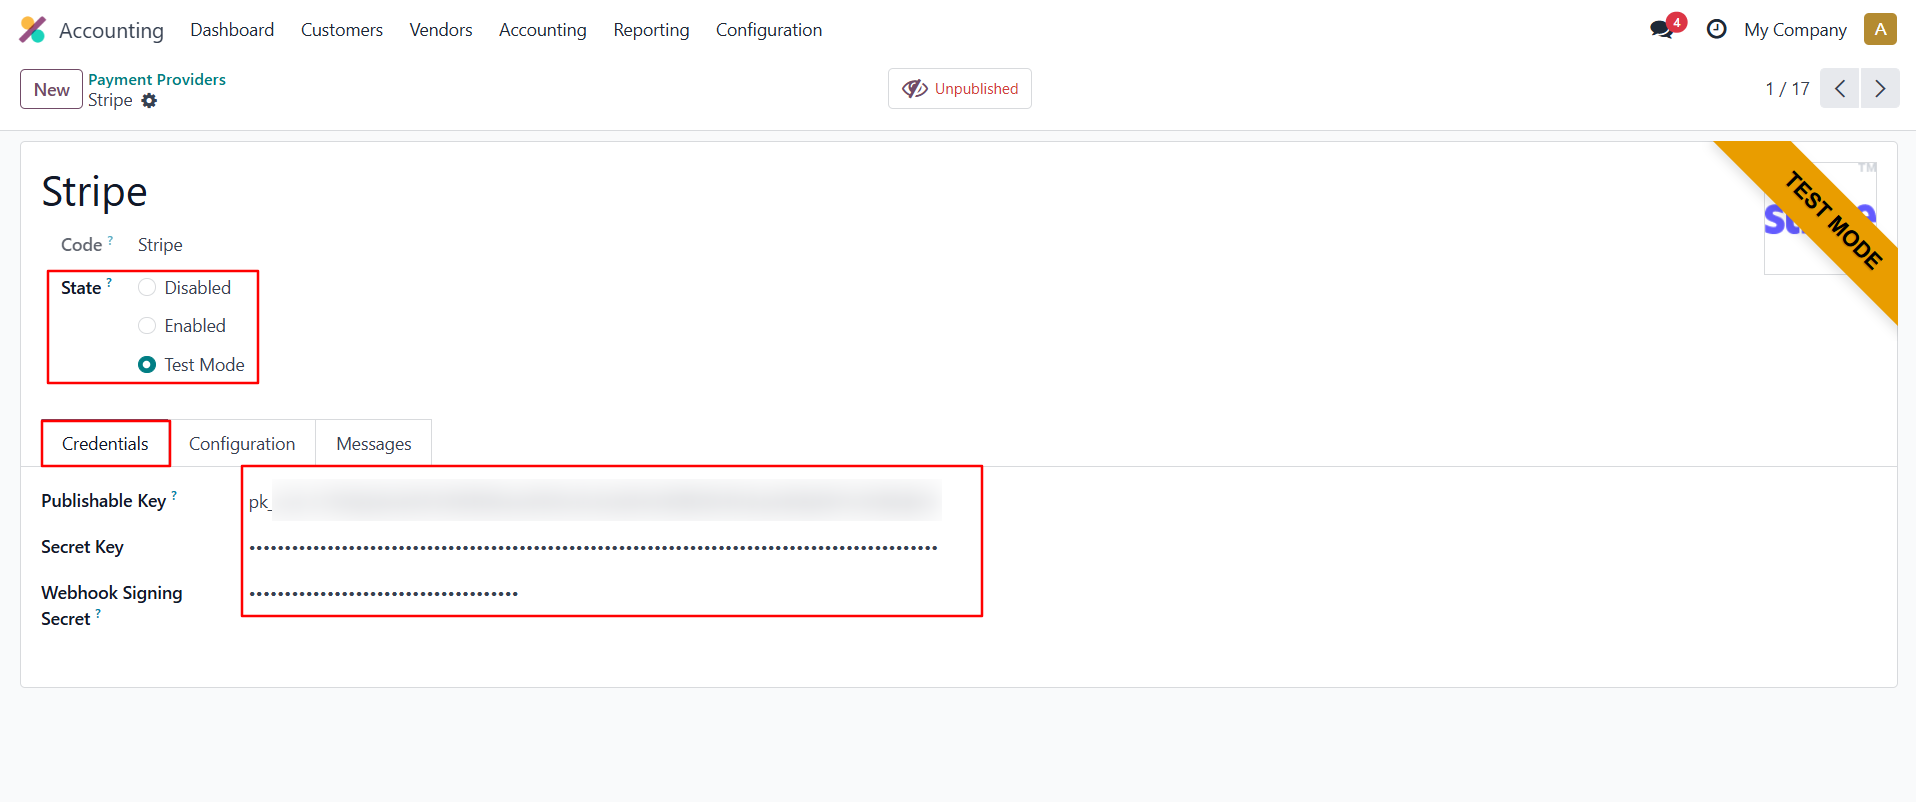 Accounting Dashboard Customers Vendors Accounting Reporting Configuration 4 My Company A
New Payment Providers Unpublished 1 / 17
Stripe
TM
TEST MODE
Stripe
Code ? Stripe
State ? Disabled
Enabled
Test Mode
Credentials Configuration Messages
Publishable Key ? pk_
Secret Key
Webhook Signing
Secret ?